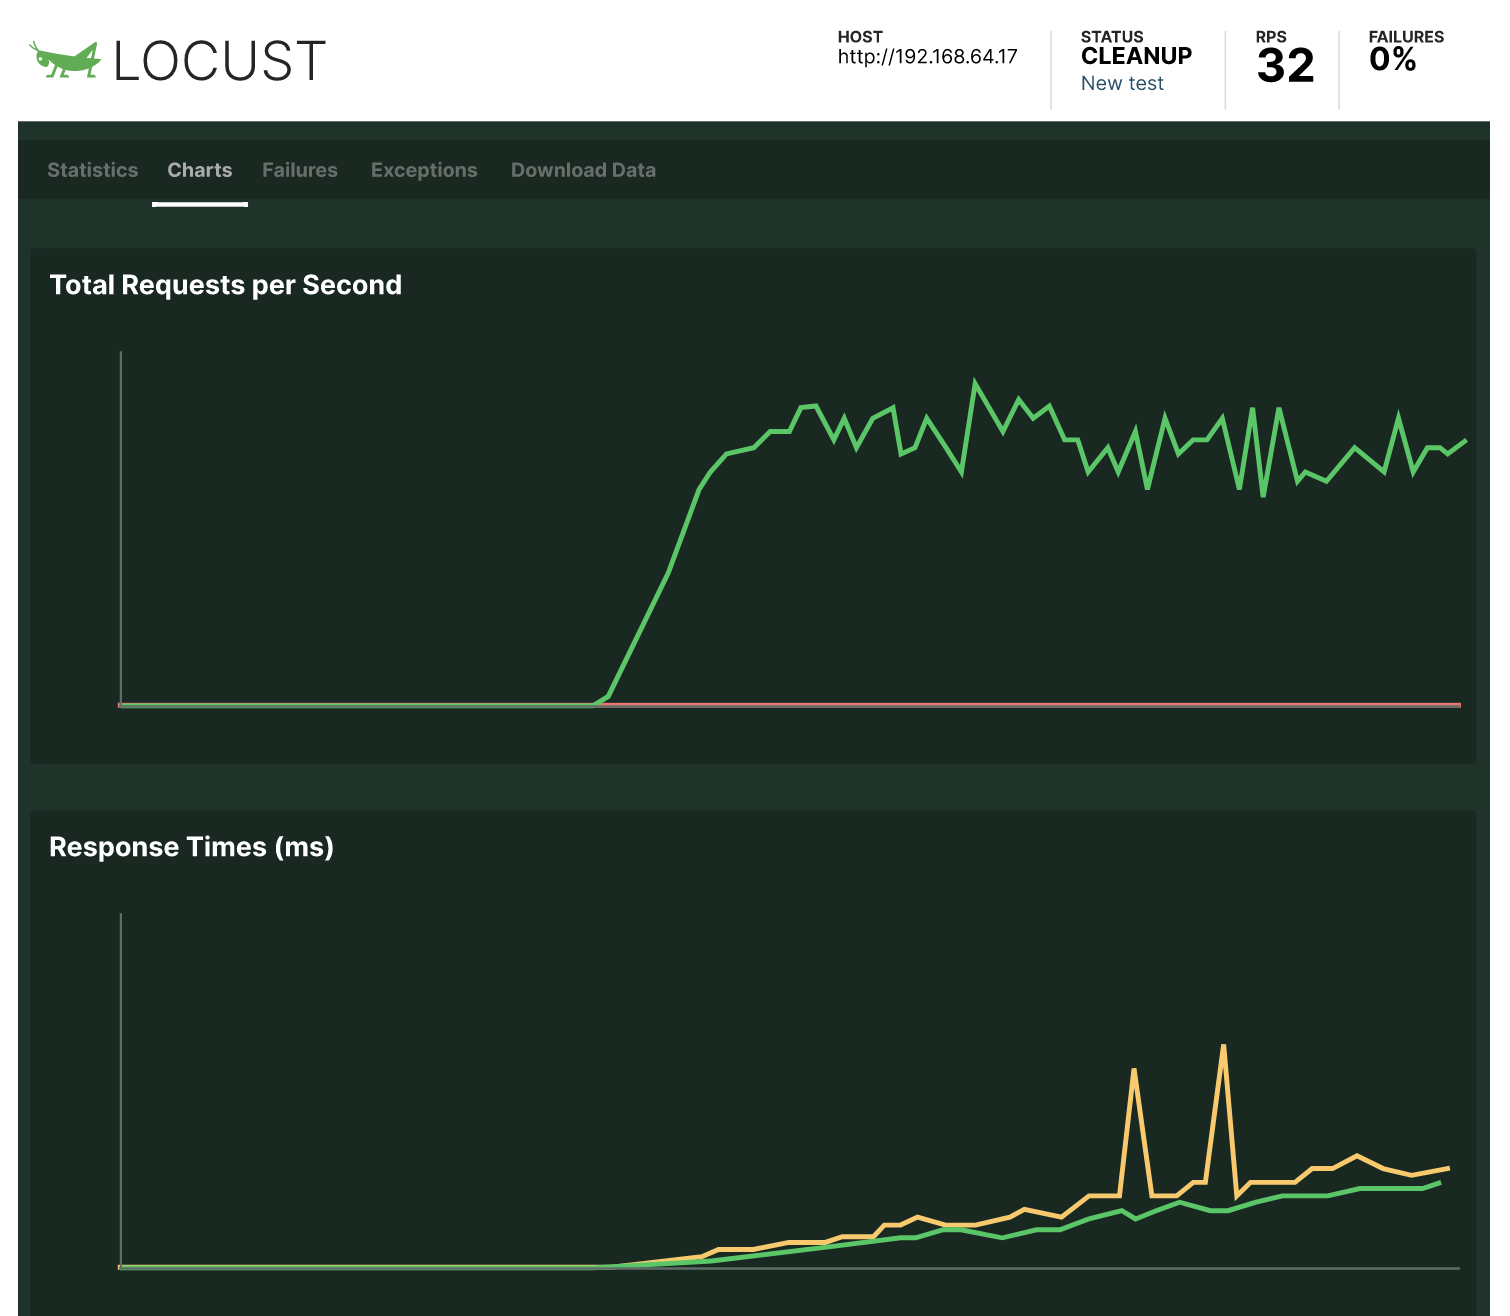 LOCUST
HOST
http://192.168.64.17
STATUS
CLEANUP
New test
RPS
32
FAILURES
0%
Statistics Charts Failures Exceptions Download Data
Total Requests per Second
Response Times (ms)